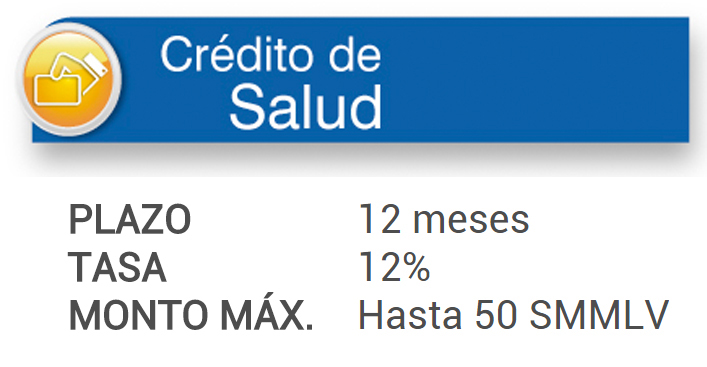 Crédito de
Salud
PLAZO 12 meses
TASA 12%
MONTO MÁX. Hasta 50 SMMLV